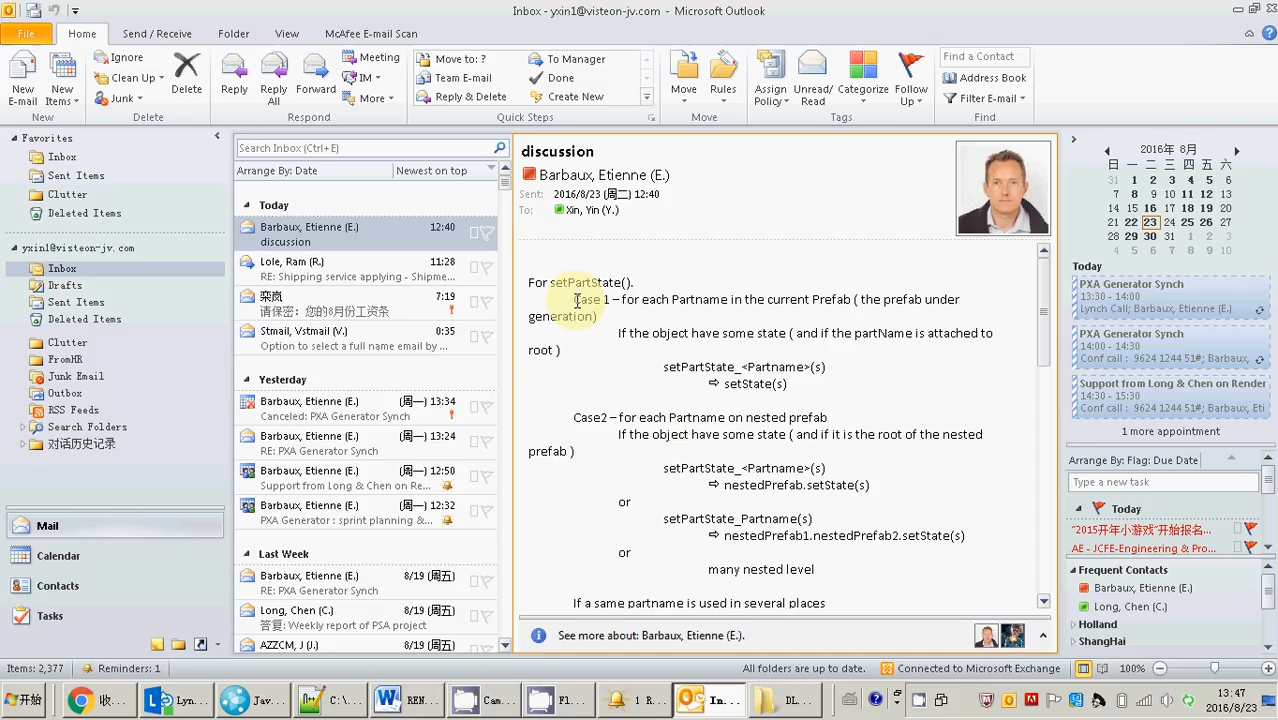 Inbox - yxin1@visteon-jv.com - Microsoft Outlook
File Home Send / Receive Folder View McAfee E-mail Scan
New E-mail
New Items
Ignore
Clean Up
Junk
Delete
Reply
Reply All
Forward
Meeting
IM
More
Move to: ?
Team E-mail
Reply & Delete
To Manager
Done
Create New
Move
Rules
Assign Policy
Unread/ Read
Categorize
Follow Up
Find a Contact
Address Book
Filter E-mail
New Delete Respond Quick Steps Move Tags Find
Favorites
Inbox
Sent Items
Clutter
Deleted Items
yxin1@visteon-jv.com
Inbox
Drafts
Sent Items
Deleted Items
Clutter
FromHR
Junk Email
Outbox
RSS Feeds
Search Folders
对话历史记录
Mail
Calendar
Contacts
Tasks
Search Inbox (Ctrl+E)
Arrange By: Date Newest on top
Today
Barbaux, Etienne (E.) 12:40
discussion
Lole, Ram (R.) 11:28
RE: Shipping service applying - Shipme...
栾岚 7:19
请保密：您的8月份工资条
Stmail, Vstmail (V.) 0:35
Option to select a full name email by ...
Yesterday
Barbaux, Etienne (E.) (周一) 13:34
Canceled: PXA Generator Synch
Barbaux, Etienne (E.) (周一) 13:24
RE: PXA Generator Synch
Barbaux, Etienne (E.) (周一) 12:50
Support from Long & Chen on Re...
Barbaux, Etienne (E.) (周一) 12:32
PXA Generator : sprint planning &...
Last Week
Barbaux, Etienne (E.) 8/19 (周五)
RE: PXA Generator Synch
Long, Chen (C.) 8/19 (周五)
答复: Weekly report of PSA project
AZZCM, J (J.) 8/19 (周五)
discussion
Barbaux, Etienne (E.)
Sent: 2016/8/23 (周二) 12:40
To: Xin, Yin (Y.)
For setPartState().
Case 1 – for each Partname in the current Prefab ( the prefab under
generation)
If the object have some state ( and if the partName is attached to
root )
setPartState_<Partname>(s)
⇨ setState(s)
Case2 – for each Partname on nested prefab
If the object have some state ( and if it is the root of the nested
prefab )
setPartState_<Partname>(s)
⇨ nestedPrefab.setState(s)
or
setPartState_Partname(s)
⇨ nestedPrefab1.nestedPrefab2.setState(s)
or
many nested level
If a same partname is used in several places
See more about: Barbaux, Etienne (E.).
2016年 8月
日 一 二 三 四 五 六
31 1 2 3 4 5 6
7 8 9 10 11 12 13
14 15 16 17 18 19 20
21 22 23 24 25 26 27
28 29 30 31 1 2 3
Today
PXA Generator Synch
13:30 - 14:00
Lynch Call; Barbaux, Etienne (E.)
PXA Generator Synch
14:00 - 14:30
Conf call : 9624 1244 51#; Barbaux,
Support from Long & Chen on Render
14:30 - 15:30
Conf call : 9624 1244 51#; Barbaux, Eti
1 more appointment
Arrange By: Flag: Due Date
Type a new task
Today
"2015开年小游戏"开始报名...
AE - JCFE-Engineering & Pro...
Frequent Contacts
Barbaux, Etienne (E.)
Long, Chen (C.)
Holland
ShangHai
Items: 2,377 Reminders: 1 All folders are up to date. Connected to Microsoft Exchange 100%
开始 收... Lyn... Jav... C:\... REN... Cam... Fl... 1 R... In... DL...
13:47
2016/8/23